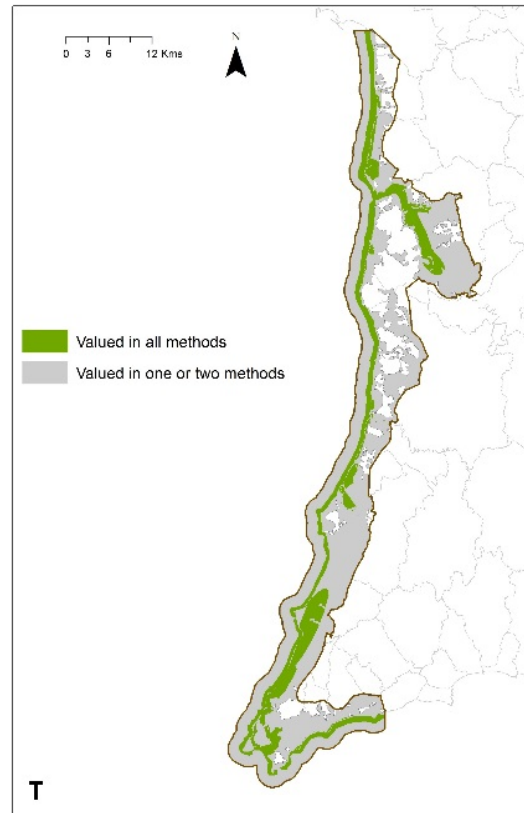 N
0 3 6 12 Kms
Valued in all methods
Valued in one or two methods
T